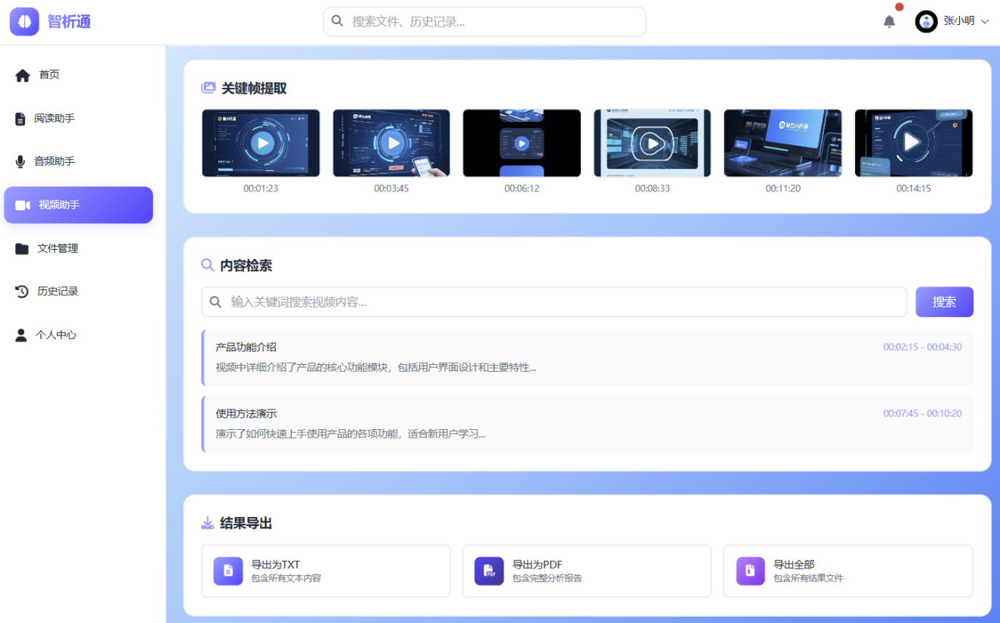 智析通
搜索文件、历史记录...
张小明
首页
阅读助手
音频助手
视频助手
文件管理
历史记录
个人中心
关键帧提取
00:01:23
00:03:45
00:06:12
00:08:33
00:11:20
00:14:15
内容检索
输入关键词搜索视频内容...
搜索
产品功能介绍
00:02:15 - 00:04:30
视频中详细介绍了产品的核心功能模块，包括用户界面设计和主要特性...
使用方法演示
00:07:45 - 00:10:20
演示了如何快速上手使用产品的各项功能，适合新用户学习...
结果导出
导出为TXT
包含所有文本内容
PDF
导出为PDF
包含完整分析报告
导出全部
包含所有结果文件